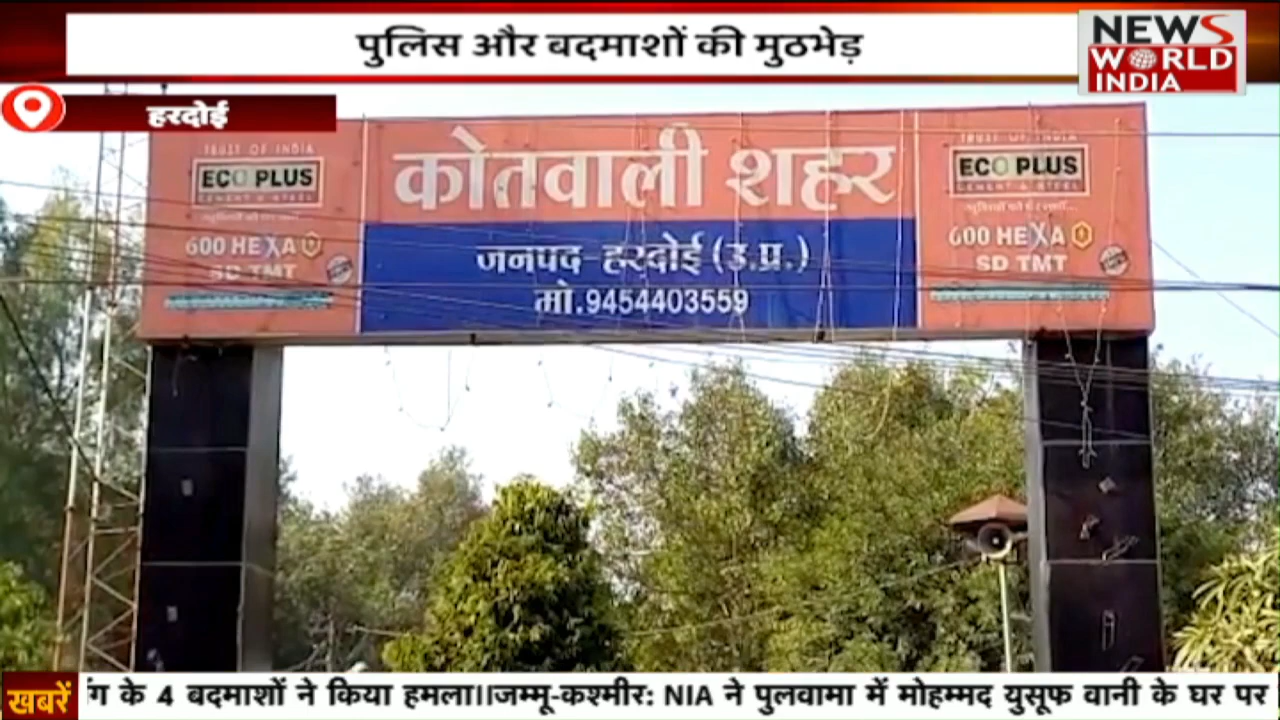 पुलिस और बदमाशों की मुठभेड़
NEWS
WORLD
INDIA
हरदोई
TRUST OF INDIA
ECO PLUS
CEMENT & STEEL
600 HEXA
SD TMT
कोतवाली शहर
जनपद हरदोई (उ.प्र.)
मो.9454403559
TRUST OF INDIA
ECO PLUS
CEMENT & STEEL
600 HEXA
SD TMT
खबरें
के 4 बदमाशों ने किया हमला॥जम्मू-कश्मीर: NIA ने पुलवामा में मोहम्मद युसूफ वानी के घर पर